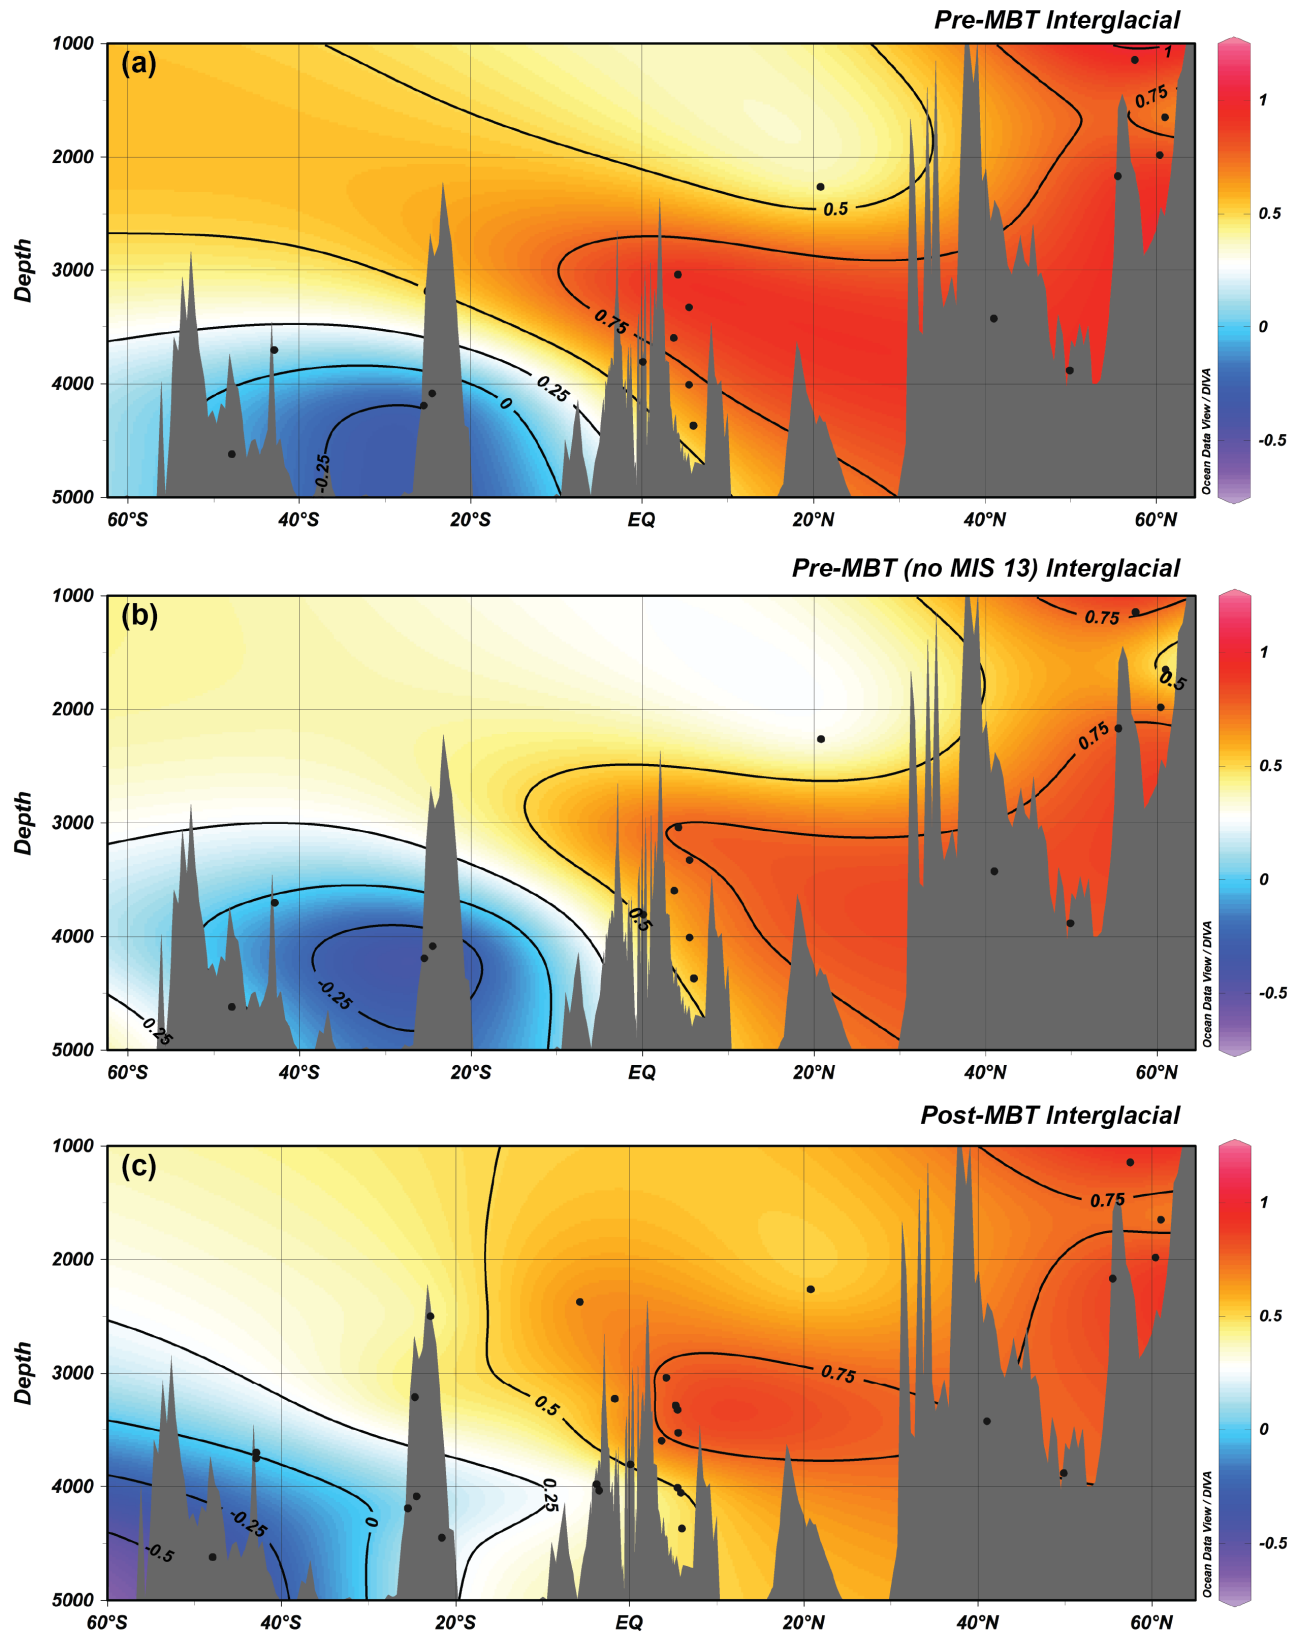 Pre-MBT Interglacial
(a)
1000
2000
3000
4000
5000
Depth
60°S
40°S
20°S
EQ
20°N
40°N
60°N
1
0.75
0.5
0.75
0.25
0
-0.25
1
0.5
0
-0.5
Ocean Data View / DIVA
Pre-MBT (no MIS 13) Interglacial
(b)
1000
2000
3000
4000
5000
Depth
60°S
40°S
20°S
EQ
20°N
40°N
60°N
0.75
0.5
0.75
0.5
-0.25
0.25
1
0.5
0
-0.5
Ocean Data View / DIVA
Post-MBT Interglacial
(c)
1000
2000
3000
4000
5000
Depth
60°S
40°S
20°S
EQ
20°N
40°N
60°N
0.75
0.75
0.5
0.25
0
-0.25
-0.5
1
0.5
0
-0.5
Ocean Data View / DIVA